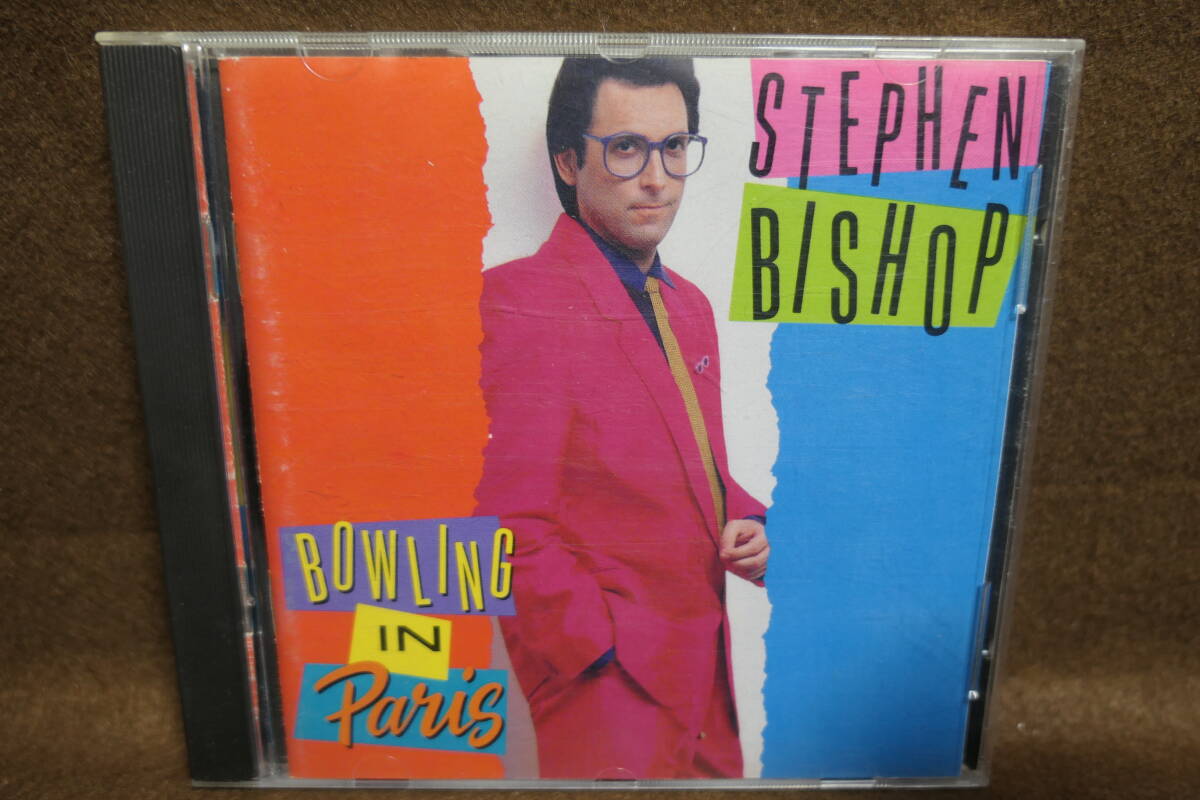 STEPHEN
BISHOP
BOWLING
IN
Paris